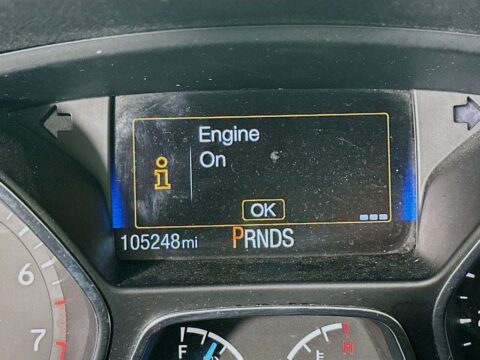 Engine
On
i
OK
105248mi PRNDS
6
7
F
H